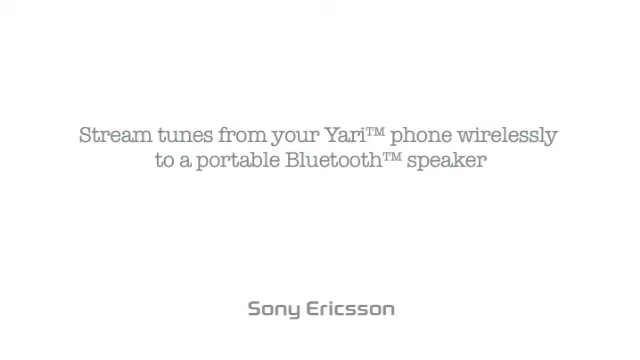 Stream tunes from your Yari™ phone wirelessly
to a portable Bluetooth™ speaker
Sony Ericsson